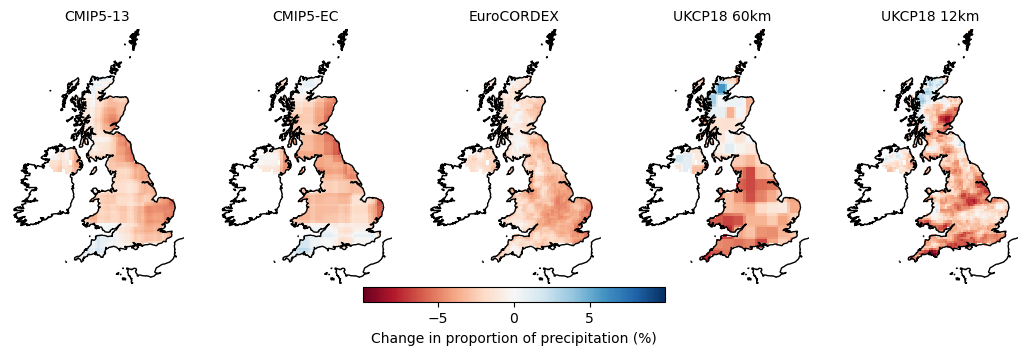 CMIP5-13
CMIP5-EC
EuroCORDEX
UKCP18 60km
UKCP18 12km
−5
0
5
Change in proportion of precipitation (%)